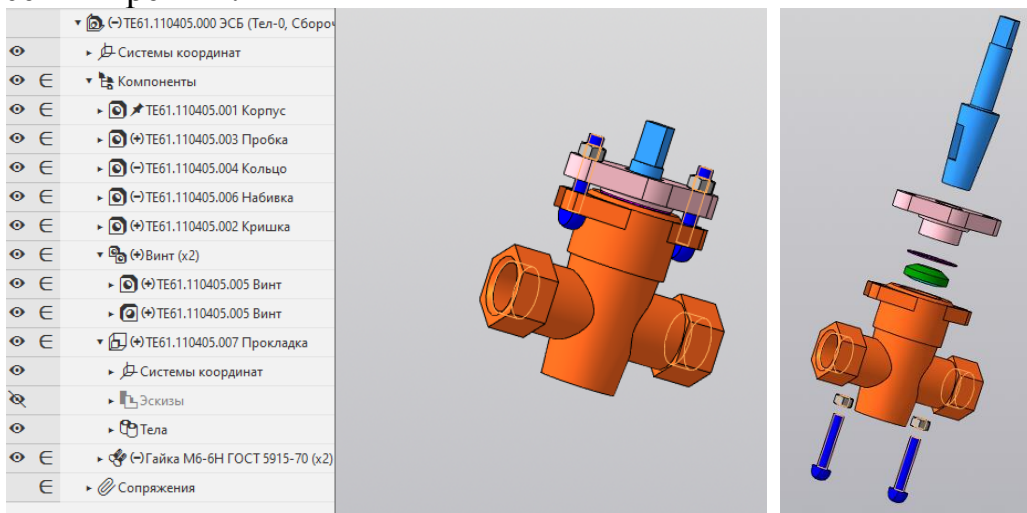 (-)ТЕ61.110405.000 ЭСБ (Тел-0, Сбороч
Системы координат
Компоненты
ТЕ61.110405.001 Корпус
(+)ТЕ61.110405.003 Пробка
(-)ТЕ61.110405.004 Кольцо
(-)ТЕ61.110405.006 Набивка
(+)ТЕ61.110405.002 Кришка
(+)Винт (x2)
(+)ТЕ61.110405.005 Винт
(+)ТЕ61.110405.005 Винт
(+)ТЕ61.110405.007 Прокладка
Системы координат
Эскизы
Тела
(-)Гайка М6-6Н ГОСТ 5915-70 (x2)
Сопряжения